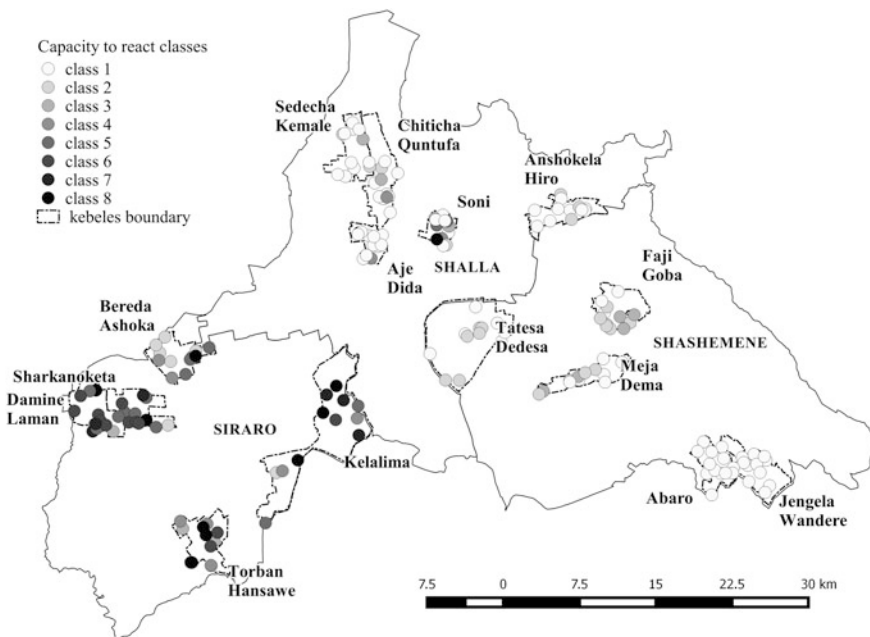 Capacity to react classes
class 1
class 2
class 3
class 4
class 5
class 6
class 7
class 8
kebeles boundary
Sedecha
Kemale
Chiticha
Quntufa
Anshokela
Hiro
Soni
SHALLA
Aje
Dida
Faji
Goba
Bereda
Ashoka
Tatesa
Dedesa
SHASHEMENE
Meja
Dema
Sharkanoketa
Damine
Laman
SIRARO
Kelalima
Abaro
Jengela
Wandere
Torban
Hansawe
7.5 0 7.5 15 22.5 30 km